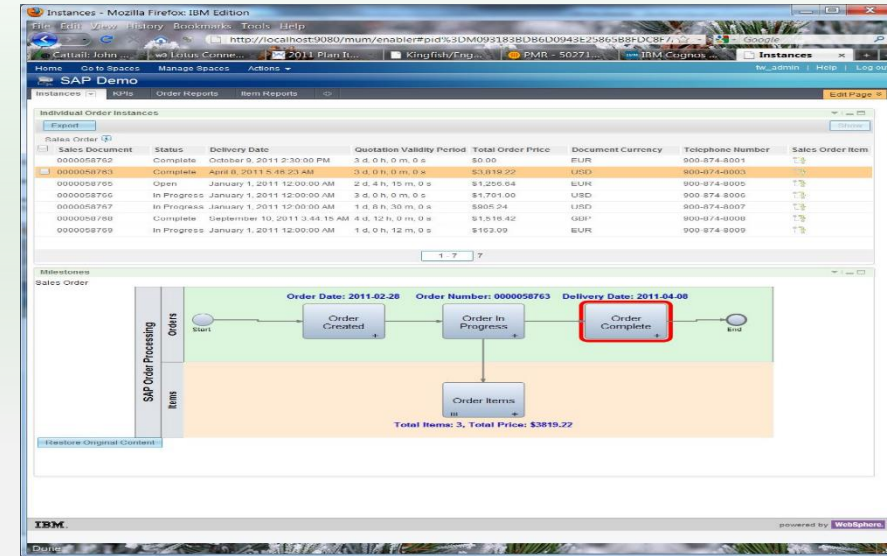 Instances - Mozilla Firefox: IBM Edition
File Edit View History Bookmarks Tools Help
http://localhost:9080/mum/enabler#pid%3DM093183BDB6D0943E25865B8FDC8F7
Google
Cattail: John ...
Lotus Conne...
2011 Plan It...
Kingfish/Eng...
PMR - 50271...
IBM Cognos ...
Instances
Home Go to Spaces Manage Spaces Actions
tw_admin | Help | Log out
SAP Demo
Instances KPIs Order Reports Item Reports
Edit Page
Individual Order Instances
Export
Show
Sales Order
Sales Document Status Delivery Date Quotation Validity Period Total Order Price Document Currency Telephone Number Sales Order Item
0000058762 Complete October 9, 2011 2:30:00 PM 3 d, 0 h, 0 m, 0 s $0.00 EUR 900-874-8001
0000058763 Complete April 8, 2011 5:46:23 AM 3 d, 0 h, 0 m, 0 s $3,819.22 USD 900-874-8003
0000058765 Open January 1, 2011 12:00:00 AM 2 d, 4 h, 15 m, 0 s $1,256.64 EUR 900-874-8005
0000058766 In Progress January 1, 2011 12:00:00 AM 3 d, 0 h, 0 m, 0 s $1,701.00 USD 900-874-8006
0000058767 In Progress January 1, 2011 12:00:00 AM 1 d, 8 h, 30 m, 0 s $905.24 USD 900-874-8007
0000058768 Complete September 10, 2011 3:44:15 AM 4 d, 12 h, 0 m, 0 s $1,516.42 GBP 900-874-8008
0000058769 In Progress January 1, 2011 12:00:00 AM 1 d, 0 h, 12 m, 0 s $163.09 EUR 900-874-8009
1 - 7 7
Milestones
Sales Order
Order Date: 2011-02-28 Order Number: 0000058763 Delivery Date: 2011-04-08
SAP Order Processing
Orders
Start
Order Created
Order In Progress
Order Complete
End
Items
Order Items
Total Items: 3, Total Price: $3819.22
Restore Original Content
IBM.
powered by WebSphere.
Done